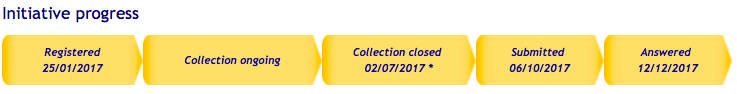 Initiative progress
Registered
25/01/2017
Collection ongoing
Collection closed
02/07/2017 *
Submitted
06/10/2017
Answered
12/12/2017